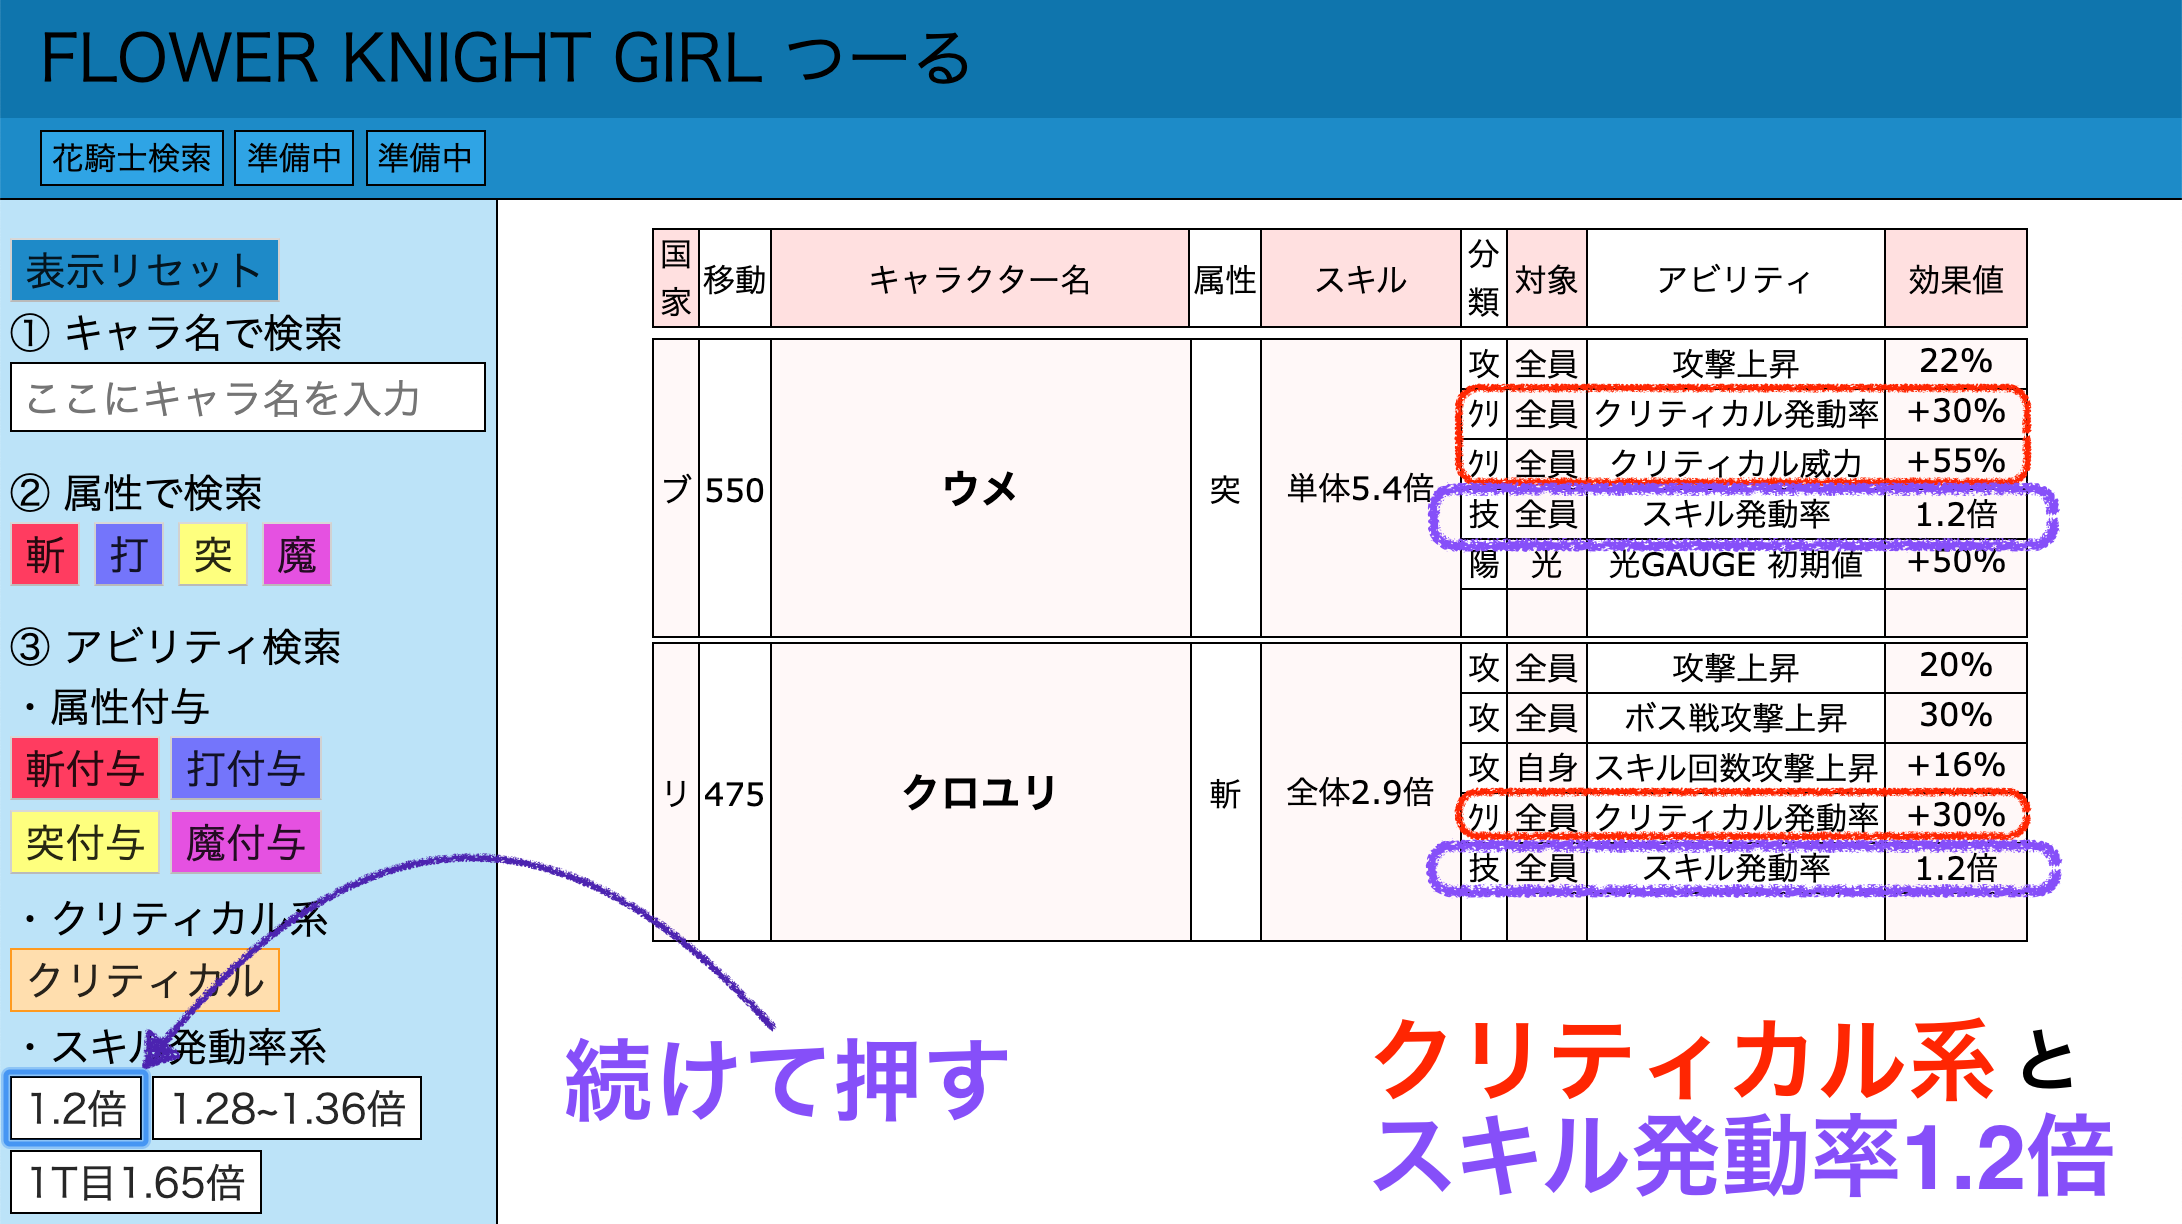 FLOWER KNIGHT GIRL つーる
花騎士検索 準備中 準備中
表示リセット
① キャラ名で検索
ここにキャラ名を入力
② 属性で検索
斬 打 突 魔
③ アビリティ検索
・属性付与
斬付与 打付与
突付与 魔付与
・クリティカル系
クリティカル
・スキル発動率系
1.2倍 1.28~1.36倍
1T目1.65倍
国家 移動 キャラクター名 属性 スキル 分類 対象 アビリティ 効果値
ブ 550 ウメ 突 単体5.4倍
攻 全員 攻撃上昇 22%
クリ 全員 クリティカル発動率 +30%
クリ 全員 クリティカル威力 +55%
技 全員 スキル発動率 1.2倍
陽 光 光GAUGE 初期値 +50%
リ 475 クロユリ 斬 全体2.9倍
攻 全員 攻撃上昇 20%
攻 全員 ボス戦攻撃上昇 30%
攻 自身 スキル回数攻撃上昇 +16%
クリ 全員 クリティカル発動率 +30%
技 全員 スキル発動率 1.2倍
続けて押す
クリティカル系 と
スキル発動率1.2倍